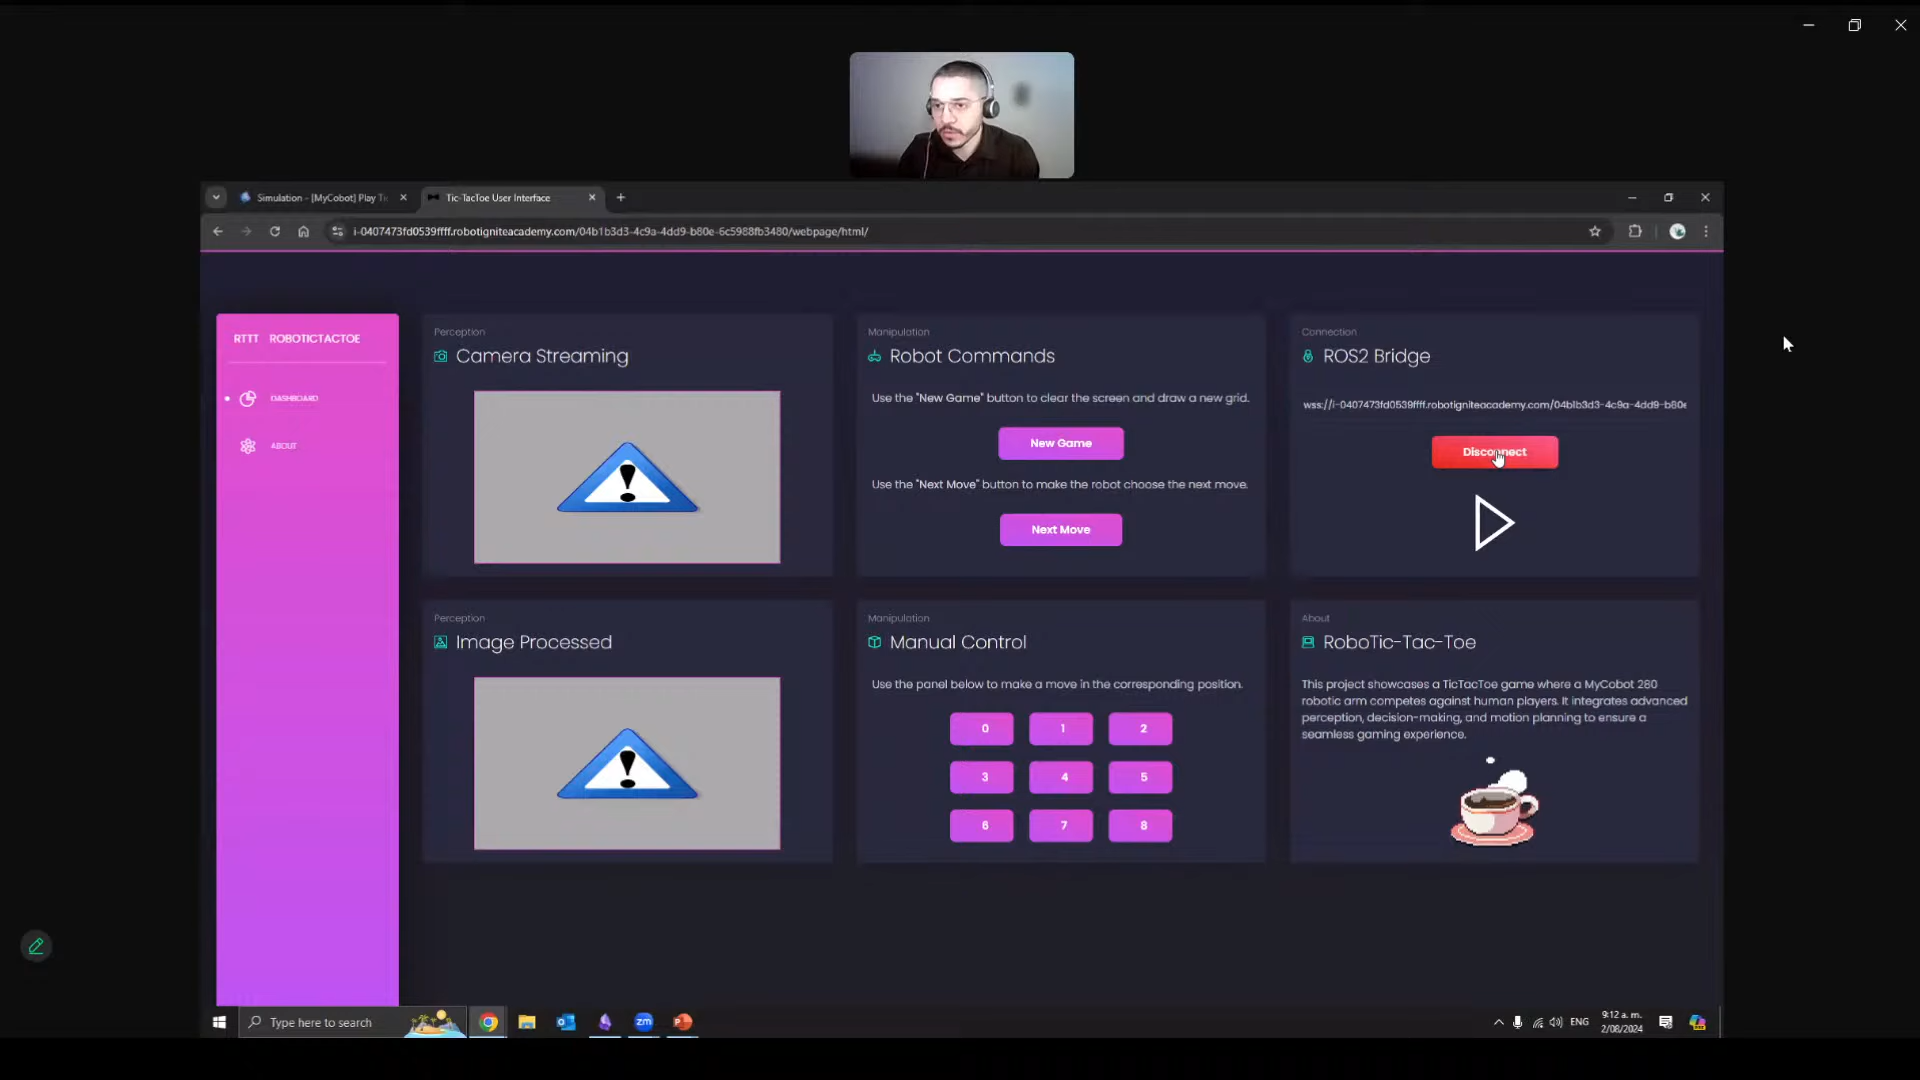 Simulation - [MyCobot] Play Ti
Tic-TacToe User Interface
i-0407473fd0539ffff.robotigniteacademy.com/04b1b3d3-4c9a-4dd9-b80e-6c5988fb3480/webpage/html/
RTTT ROBOTICTACTOE
DASHBOARD
ABOUT
Perception
Camera Streaming
Manipulation
Robot Commands
Use the "New Game" button to clear the screen and draw a new grid.
New Game
Use the "Next Move" button to make the robot choose the next move.
Next Move
Connection
ROS2 Bridge
wss://i-0407473fd0539ffff.robotigniteacademy.com/04b1b3d3-4c9a-4dd9-b80e
Disconnect
Perception
Image Processed
Manipulation
Manual Control
Use the panel below to make a move in the corresponding position.
0 1 2
3 4 5
6 7 8
About
RoboTic-Tac-Toe
This project showcases a TicTacToe game where a MyCobot 280
robotic arm competes against human players. It integrates advanced
perception, decision-making, and motion planning to ensure a
seamless gaming experience.
Type here to search
zm
ENG
9:12 a. m.
2/08/2024